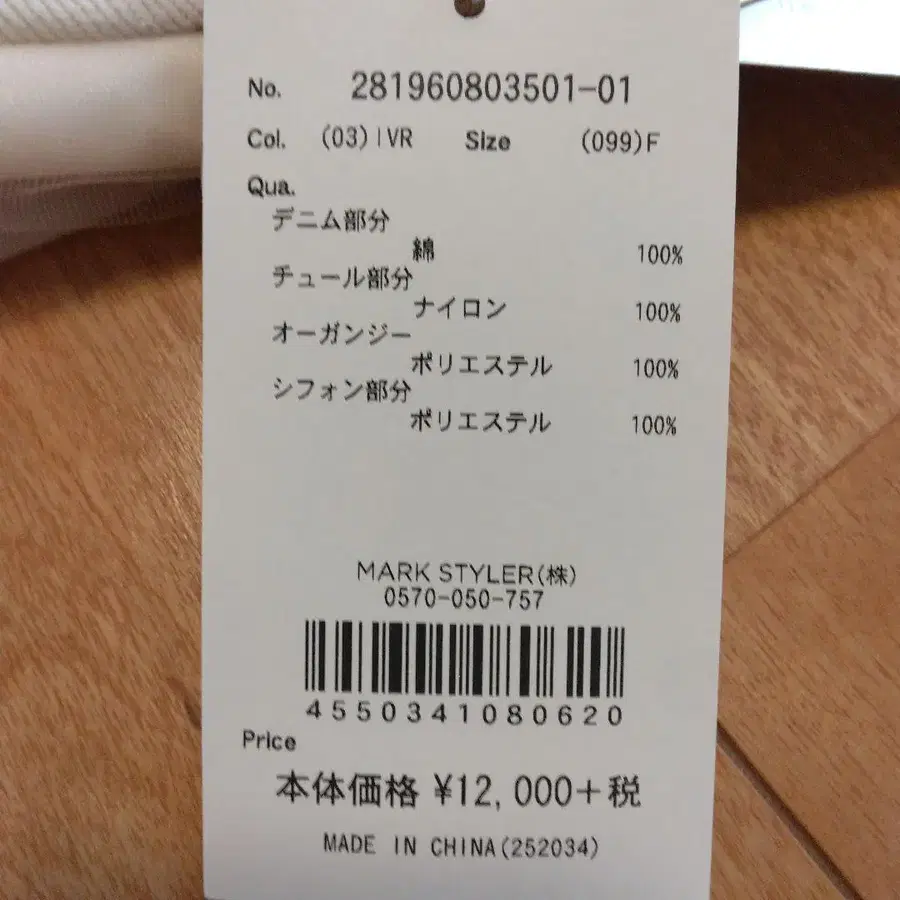 No. 281960803501-01
Col. (03)IVR Size (099)F
Qua.
デニム部分
綿 100%
チュール部分
ナイロン 100%
オーガンジー
ポリエステル 100%
シフォン部分
ポリエステル 100%
MARK STYLER(株)
0570-050-757
4550341080620
Price
本体価格 ¥12,000+税
MADE IN CHINA(252034)